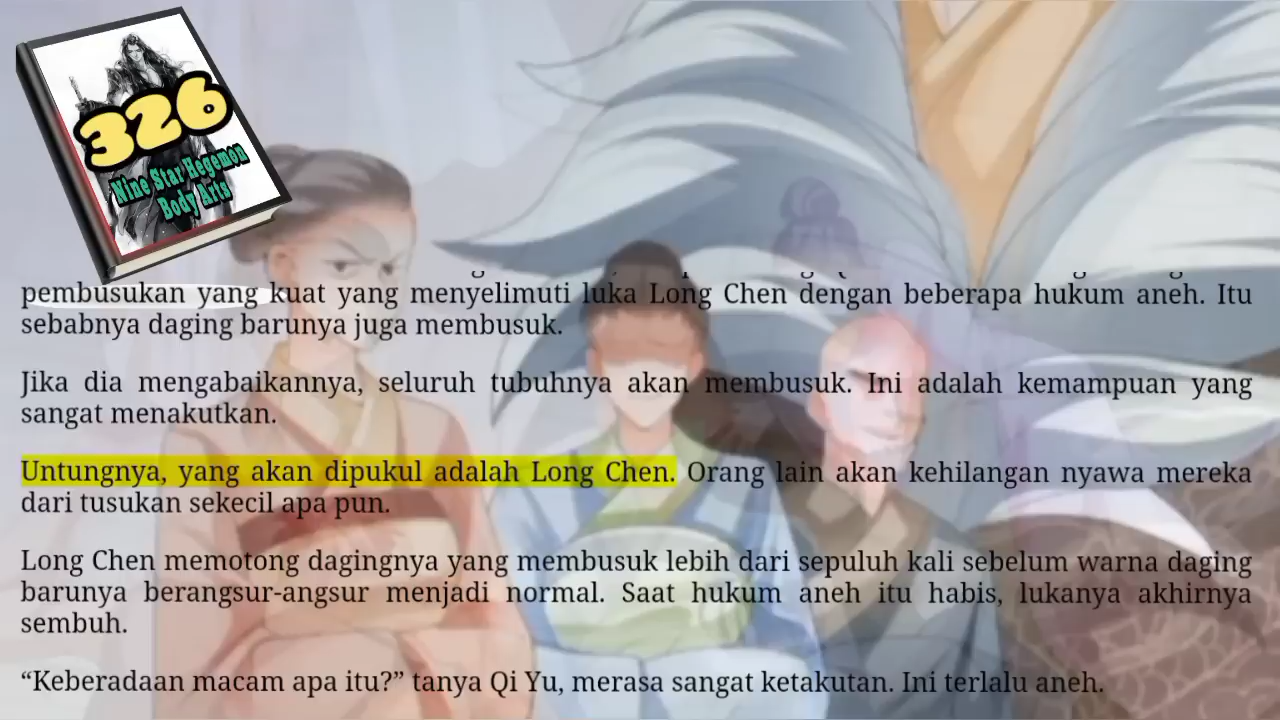 326
Nine Star Hegemon
Body Arts
pembusukan yang kuat yang menyelimuti luka Long Chen dengan beberapa hukum aneh. Itu
sebabnya daging barunya juga membusuk.
Jika dia mengabaikannya, seluruh tubuhnya akan membusuk. Ini adalah kemampuan yang
sangat menakutkan.
Untungnya, yang akan dipukul adalah Long Chen. Orang lain akan kehilangan nyawa mereka
dari tusukan sekecil apa pun.
Long Chen memotong dagingnya yang membusuk lebih dari sepuluh kali sebelum warna daging
barunya berangsur-angsur menjadi normal. Saat hukum aneh itu habis, lukanya akhirnya
sembuh.
“Keberadaan macam apa itu?” tanya Qi Yu, merasa sangat ketakutan. Ini terlalu aneh.